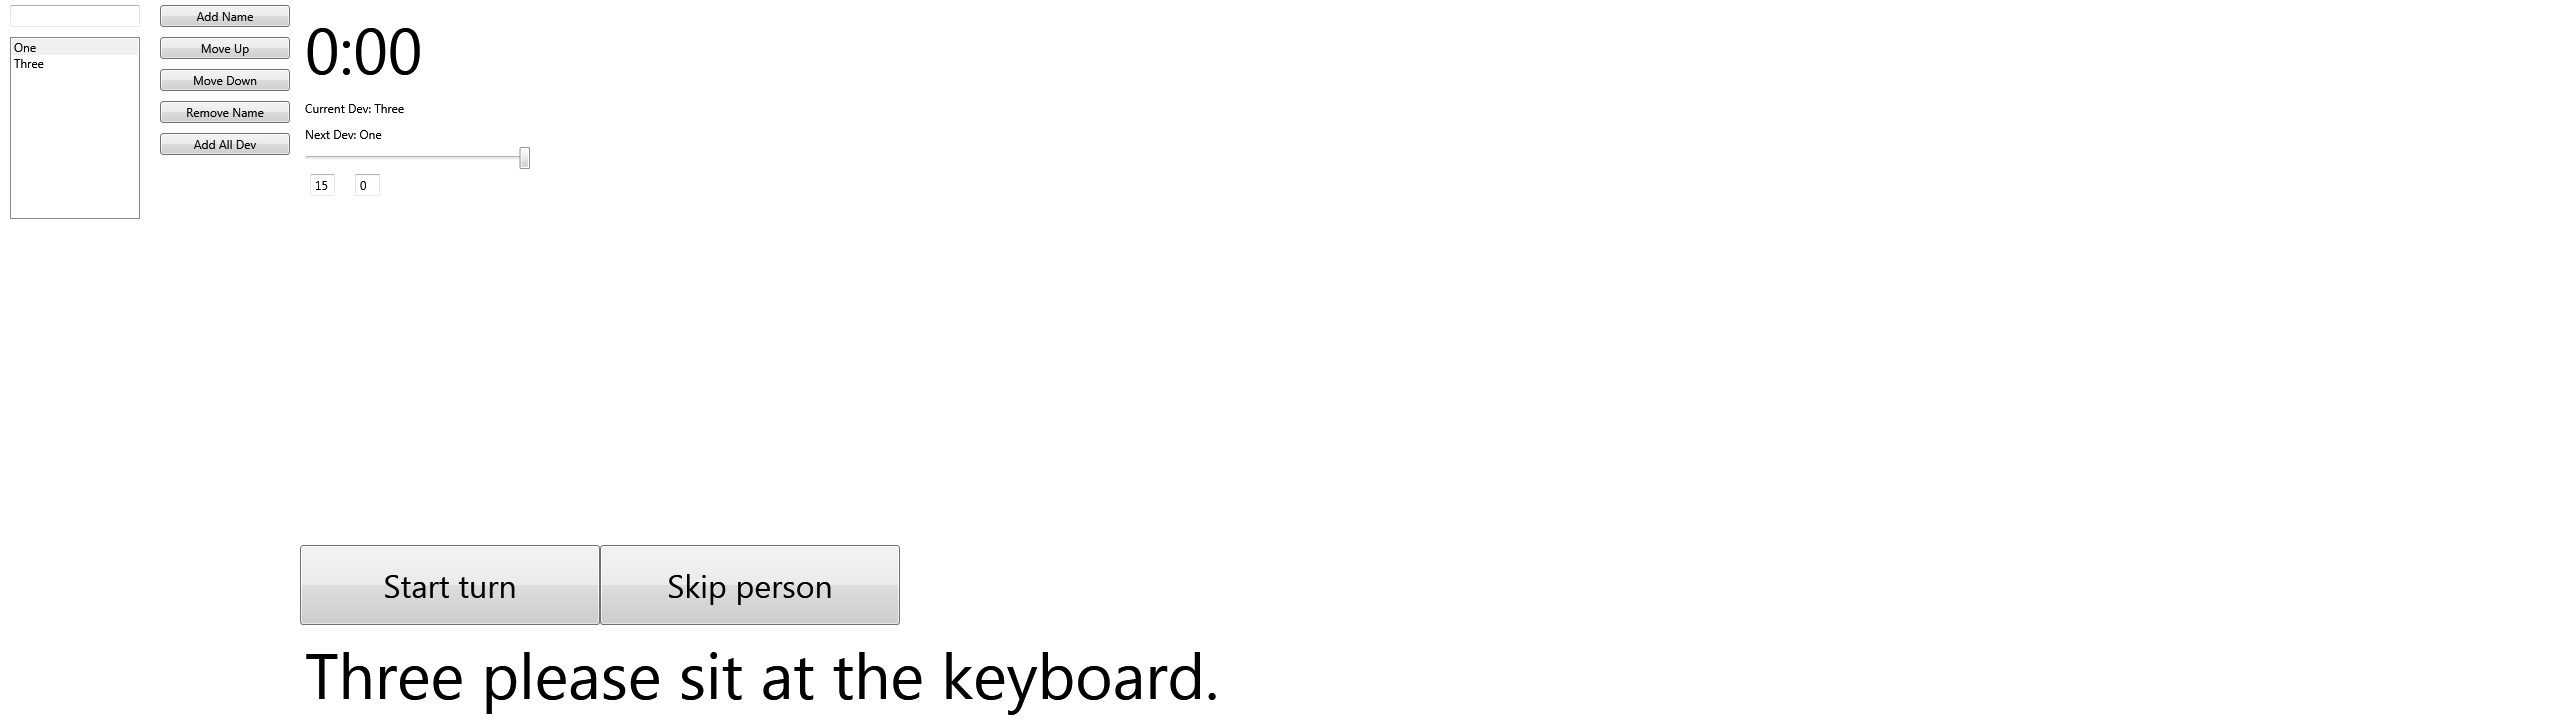 Add Name
One
Three
Move Up
Move Down
Remove Name
Add All Dev
0:00
Current Dev: Three
Next Dev: One
15 0
Start turn Skip person
Three please sit at the keyboard.